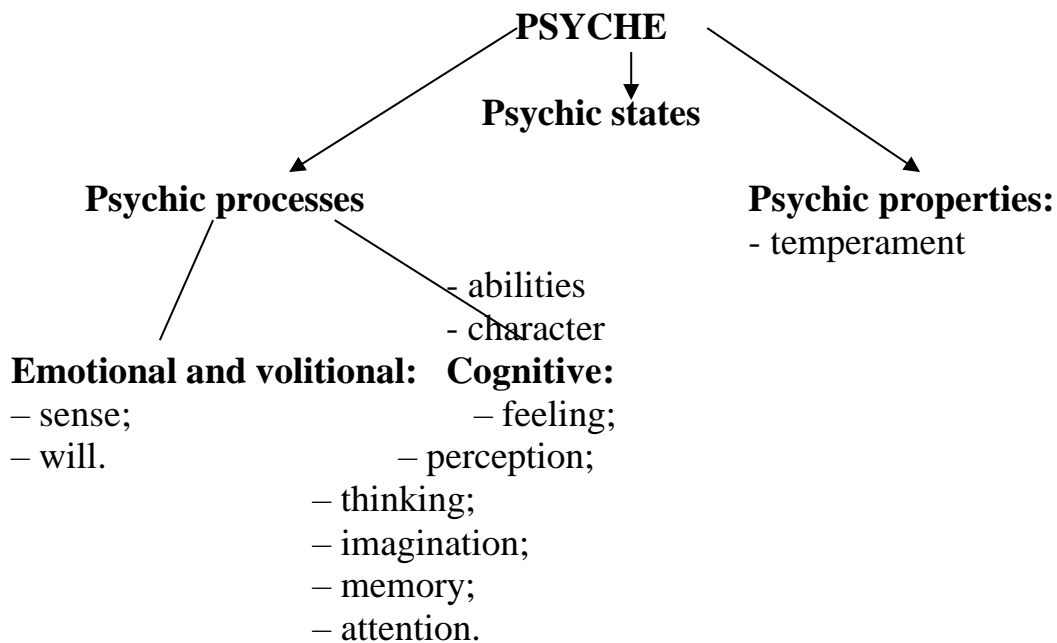 PSYCHE
Psychic states
Psychic processes Psychic properties:
- temperament
- abilities
- character
Emotional and volitional: Cognitive:
– sense; – feeling;
– will. – perception;
– thinking;
– imagination;
– memory;
– attention.